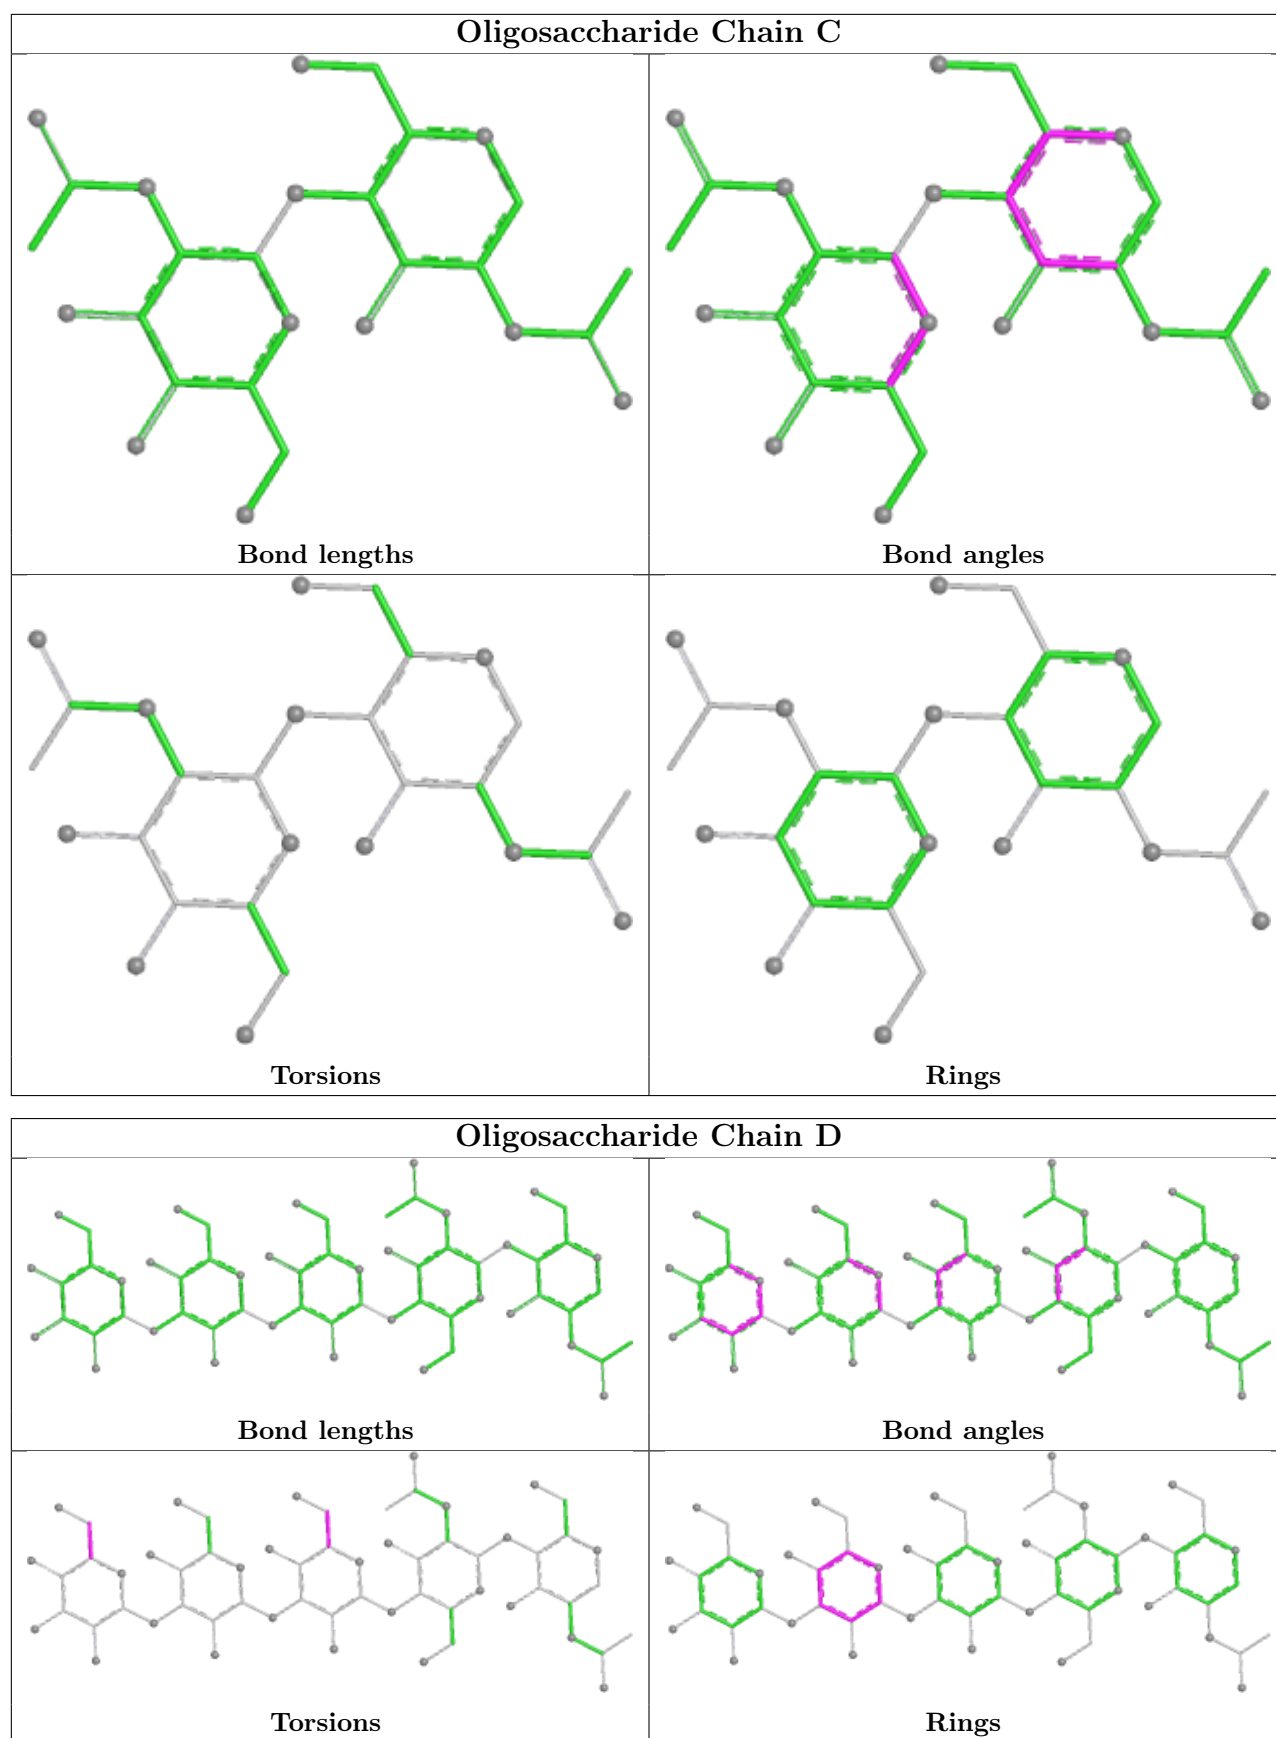 Oligosaccharide Chain C
Bond lengths
Bond angles
Torsions
Rings
Oligosaccharide Chain D
Bond lengths
Bond angles
Torsions
Rings